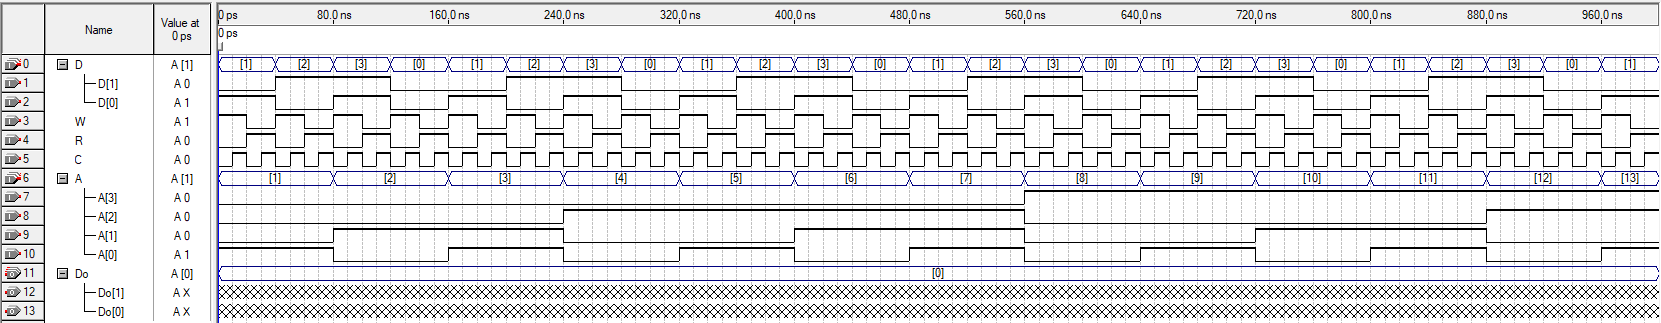 Name Value at 0 ps 0 ps 80.0 ns 160.0 ns 240.0 ns 320.0 ns 400.0 ns 480.0 ns 560.0 ns 640.0 ns 720.0 ns 800.0 ns 880.0 ns 960.0 ns
0 ps
0 D A [1] [1] [2] [3] [0] [1] [2] [3] [0] [1] [2] [3] [0] [1] [2] [3] [0] [1] [2] [3] [0] [1] [2] [3] [0] [1]
1 D[1] A 0
2 D[0] A 1
3 W A 1
4 R A 0
5 C A 0
6 A A [1] [1] [2] [3] [4] [5] [6] [7] [8] [9] [10] [11] [12] [13]
7 A[3] A 0
8 A[2] A 0
9 A[1] A 0
10 A[0] A 1
11 Do A [0] [0]
12 Do[1] A X
13 Do[0] A X